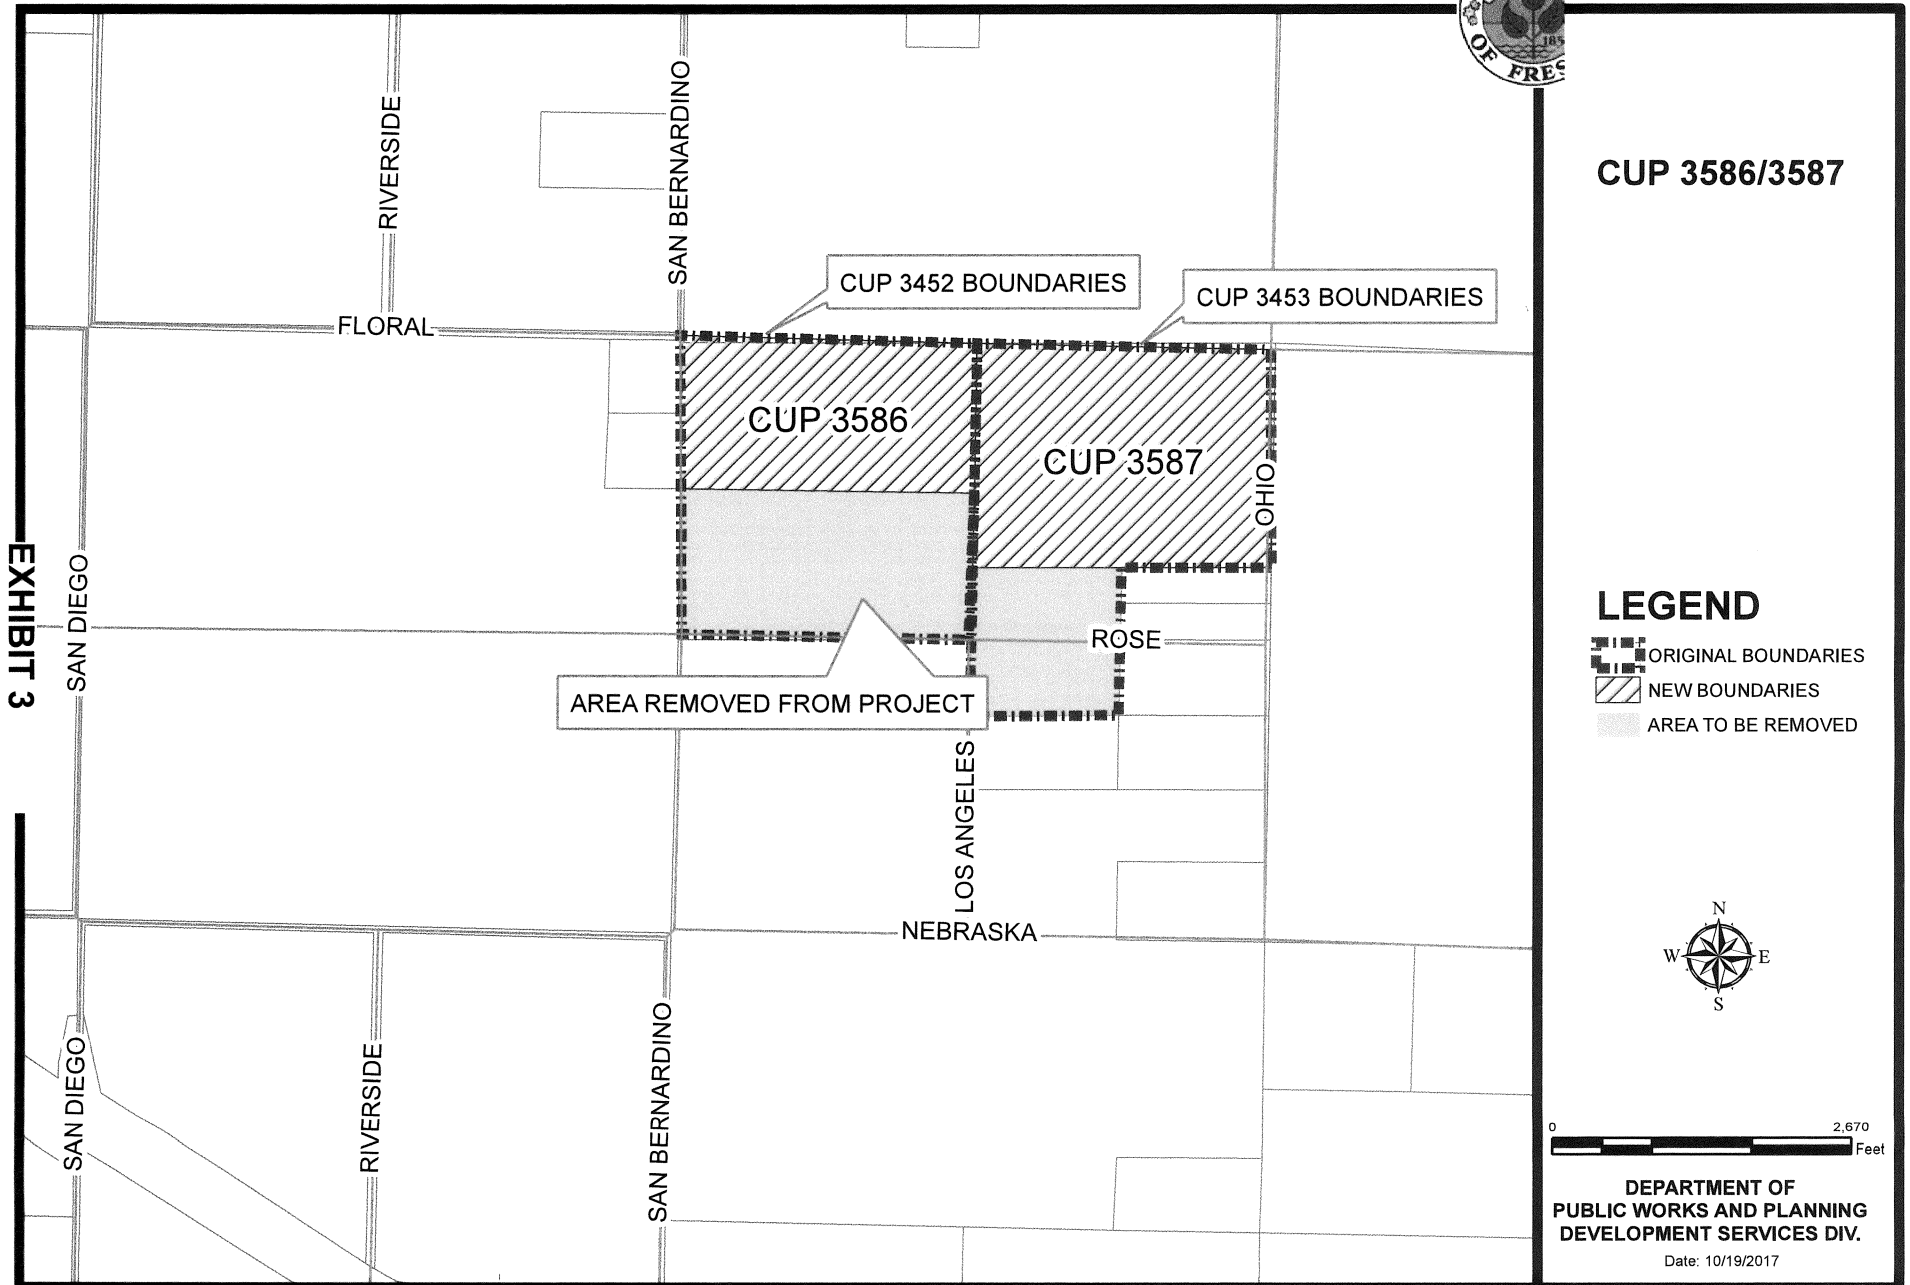 OF FRES
185
RIVERSIDE
SAN BERNARDINO
CUP 3586/3587
CUP 3452 BOUNDARIES
CUP 3453 BOUNDARIES
FLORAL
CUP 3586
CUP 3587
OHIO
EXHIBIT 3
SAN DIEGO
ROSE
AREA REMOVED FROM PROJECT
LOS ANGELES
NEBRASKA
SAN DIEGO
RIVERSIDE
SAN BERNARDINO
LEGEND
ORIGINAL BOUNDARIES
NEW BOUNDARIES
AREA TO BE REMOVED
N
W E
S
0 2,670
Feet
DEPARTMENT OF
PUBLIC WORKS AND PLANNING
DEVELOPMENT SERVICES DIV.
Date: 10/19/2017